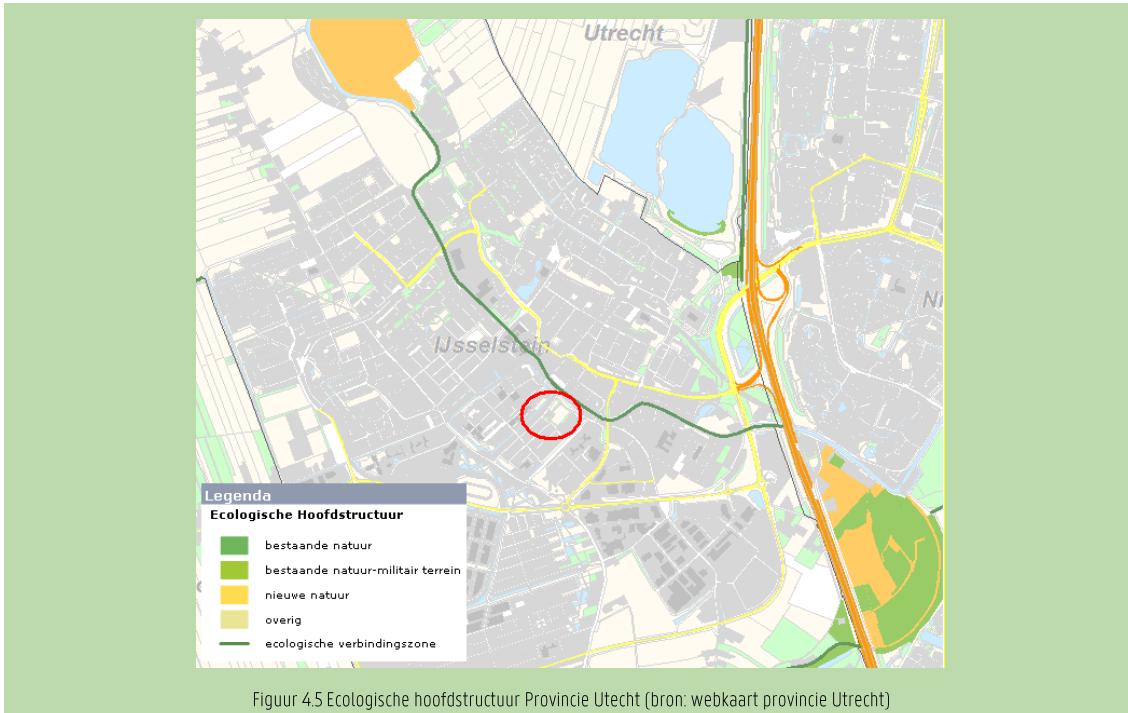 Utrecht
IJsselstein
Ni
Legenda
Ecologische Hoofdstructuur
bestaande natuur
bestaande natuur-militair terrein
nieuwe natuur
overig
ecologische verbindingszone
Figuur 4.5 Ecologische hoofdstructuur Provincie Utecht (bron: webkaart provincie Utrecht)